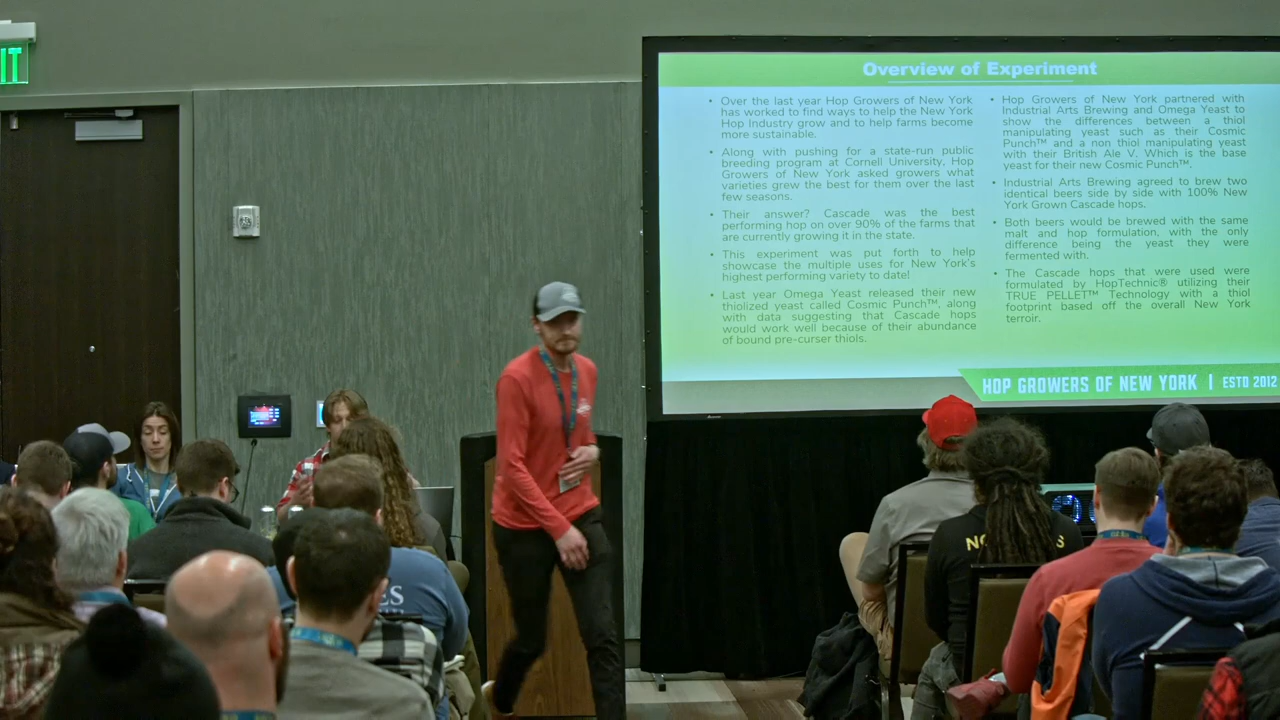 IT
Overview of Experiment
• Over the last year Hop Growers of New York
has worked to find ways to help the New York
Hop Industry grow and to help farms become
more sustainable.
• Along with pushing for a state-run public
breeding program at Cornell University, Hop
Growers of New York asked growers what
varieties grew the best for them over the last
few seasons.
• Their answer? Cascade was the best
performing hop on over 90% of the farms that
are currently growing it in the state.
• This experiment was put forth to help
showcase the multiple uses for New York's
highest performing variety to date!
• Last year Omega Yeast released their new
thiolized yeast called Cosmic Punch™, along
with data suggesting that Cascade hops
would work well because of their abundance
of bound pre-curser thiols.
• Hop Growers of New York partnered with
Industrial Arts Brewing and Omega Yeast to
show the differences between a thiol
manipulating yeast such as their Cosmic
Punch™ and a non thiol manipulating yeast
with their British Ale V. Which is the base
yeast for their new Cosmic Punch™.
• Industrial Arts Brewing agreed to brew two
identical beers side by side with 100% New
York Grown Cascade hops.
• Both beers would be brewed with the same
malt and hop formulation, with the only
difference being the yeast they were
fermented with.
• The Cascade hops that were used were
formulated by HopTechnic® utilizing their
TRUE PELLET™ Technology with a thiol
footprint based off the overall New York
terroir.
HOP GROWERS OF NEW YORK | ESTD 2012
ES